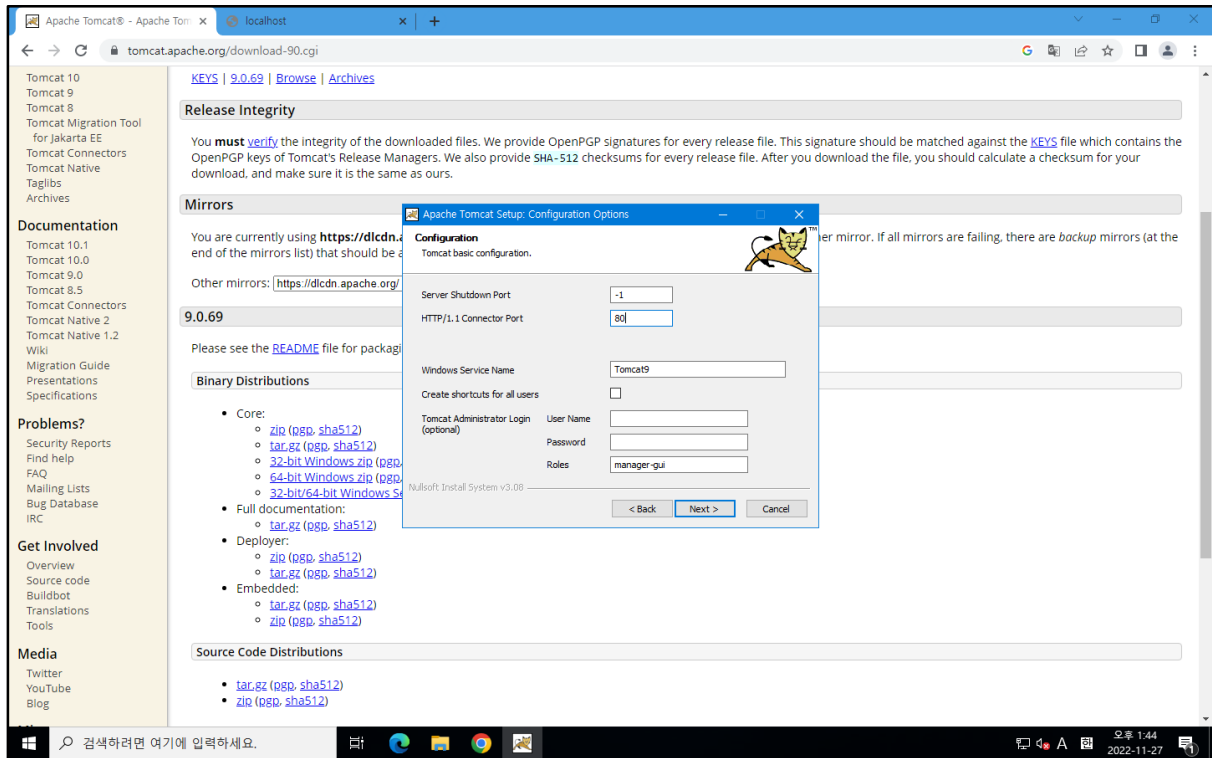 Apache Tomcat® - Apache Tom
localhost
tomcat.apache.org/download-90.cgi
Tomcat 10
Tomcat 9
Tomcat 8
Tomcat Migration Tool
for Jakarta EE
Tomcat Connectors
Tomcat Native
Taglibs
Archives
Documentation
Tomcat 10.1
Tomcat 10.0
Tomcat 9.0
Tomcat 8.5
Tomcat Connectors
Tomcat Native 2
Tomcat Native 1.2
Wiki
Migration Guide
Presentations
Specifications
Problems?
Security Reports
Find help
FAQ
Mailing Lists
Bug Database
IRC
Get Involved
Overview
Source code
Buildbot
Translations
Tools
Media
Twitter
YouTube
Blog
KEYS | 9.0.69 | Browse | Archives
Release Integrity
You must verify the integrity of the downloaded files. We provide OpenPGP signatures for every release file. This signature should be matched against the KEYS file which contains the
OpenPGP keys of Tomcat's Release Managers. We also provide SHA-512 checksums for every release file. After you download the file, you should calculate a checksum for your
download, and make sure it is the same as ours.
Mirrors
You are currently using https://dlcdn.a
her mirror. If all mirrors are failing, there are backup mirrors (at the
end of the mirrors list) that should be a
Other mirrors: https://dlcdn.apache.org/
9.0.69
Please see the README file for packagi
Binary Distributions
• Core:
zip (pgp, sha512)
tar.gz (pgp, sha512)
32-bit Windows zip (pgp,
64-bit Windows zip (pgp,
32-bit/64-bit Windows Se
• Full documentation:
tar.gz (pgp, sha512)
• Deployer:
zip (pgp, sha512)
tar.gz (pgp, sha512)
• Embedded:
tar.gz (pgp, sha512)
zip (pgp, sha512)
Source Code Distributions
• tar.gz (pgp, sha512)
• zip (pgp, sha512)
Apache Tomcat Setup: Configuration Options
Configuration
Tomcat basic configuration.
TM
Server Shutdown Port -1
HTTP/1.1 Connector Port 80
Windows Service Name Tomcat9
Create shortcuts for all users
Tomcat Administrator Login User Name
(optional)
Password
Roles manager-gui
Nullsoft Install System v3.08
< Back Next > Cancel
검색하려면 여기에 입력하세요.
A 한
오후 1:44
2022-11-27
1